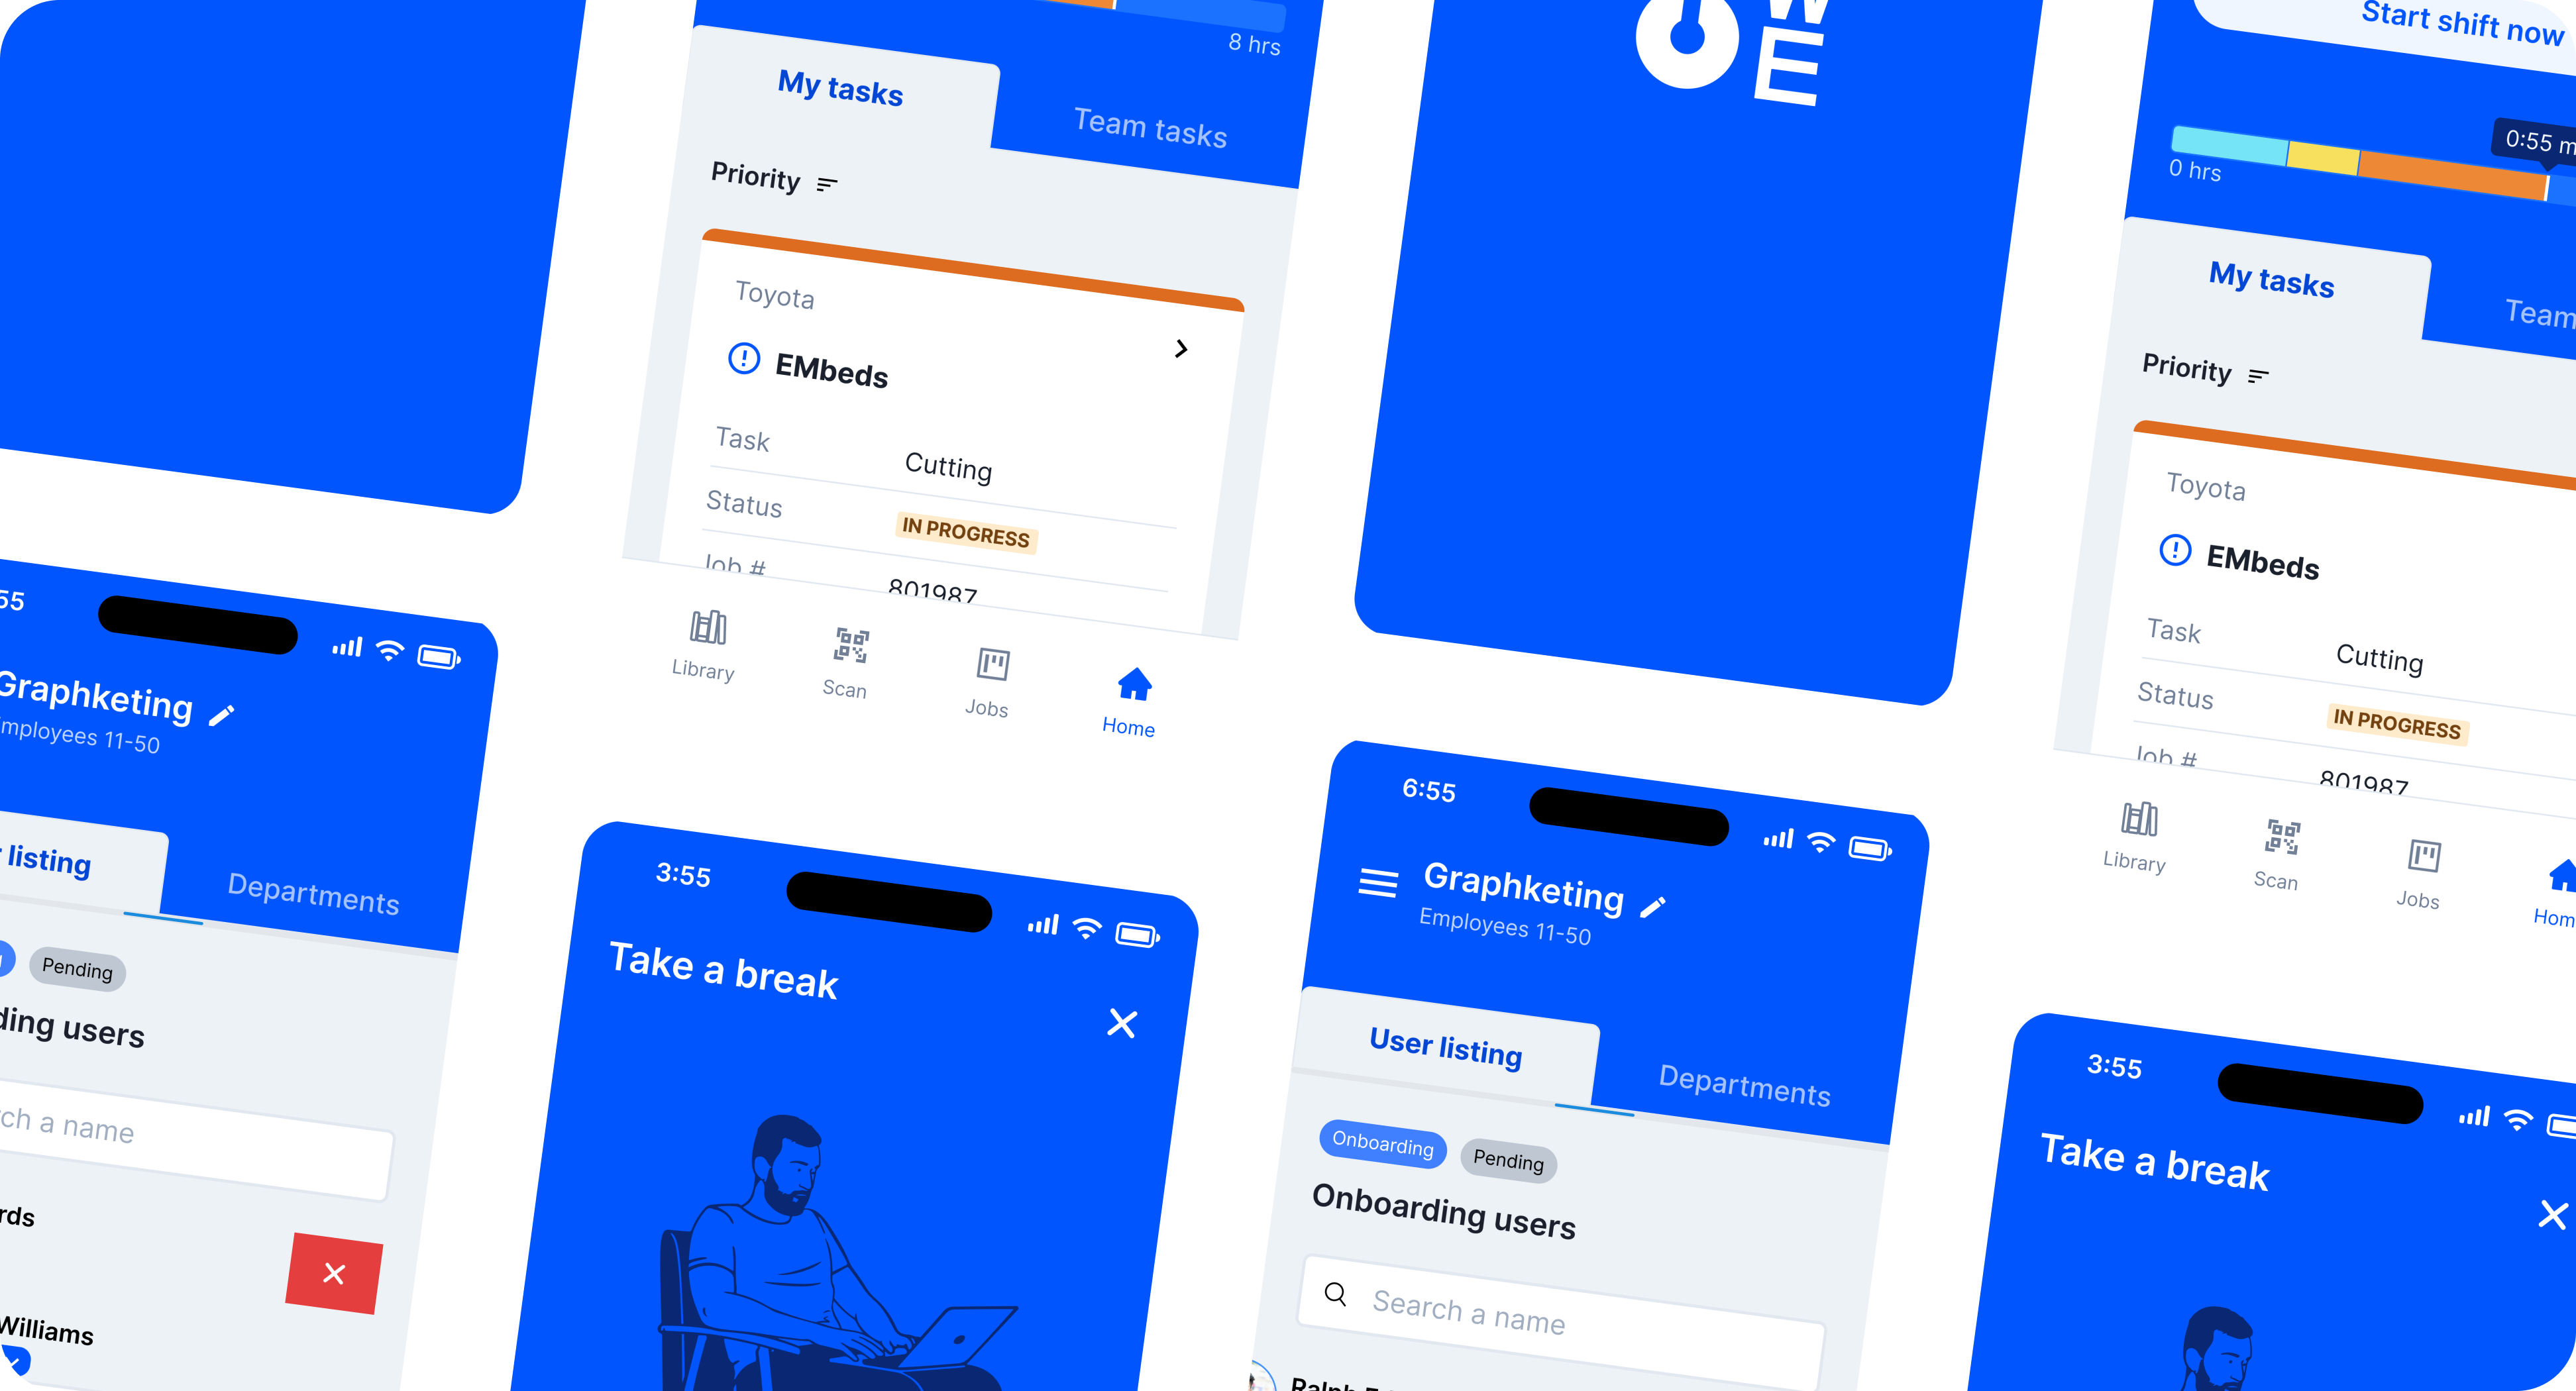 8 hrs
My tasks
Team tasks
Priority
Toyota
EMbeds
Task
Cutting
Status
IN PROGRESS
Job #
801987
Library
Scan
Jobs
Home
W
E
Start shift now
0:55 m
0 hrs
My tasks
Team
Priority
Toyota
EMbeds
Task
Cutting
Status
IN PROGRESS
Job #
801987
Library
Scan
Jobs
Hom
55
Graphketing
mployees 11-50
r listing
Departments
Pending
ding users
ch a name
rds
Williams
3:55
Take a break
6:55
Graphketing
Employees 11-50
User listing
Departments
Onboarding
Pending
Onboarding users
Search a name
Ralph
3:55
Take a break